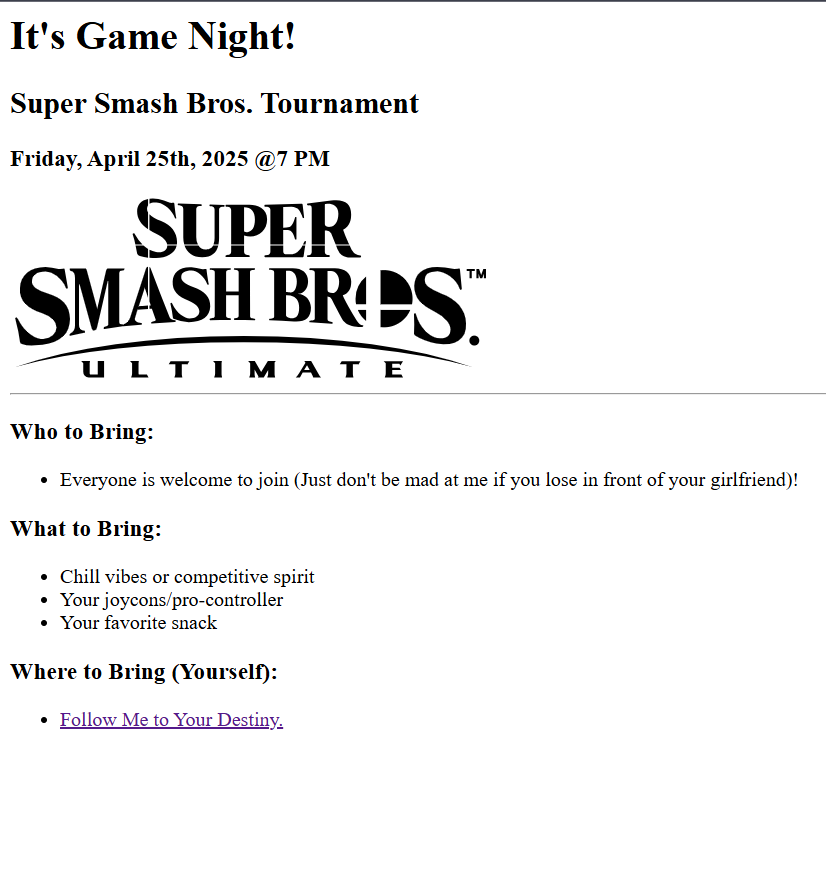 It's Game Night!
Super Smash Bros. Tournament
Friday, April 25th, 2025 @7 PM
SUPER
SMASH BROS.™
ULTIMATE
Who to Bring:
• Everyone is welcome to join (Just don't be mad at me if you lose in front of your girlfriend)!
What to Bring:
• Chill vibes or competitive spirit
• Your joycons/pro-controller
• Your favorite snack
Where to Bring (Yourself):
• Follow Me to Your Destiny.